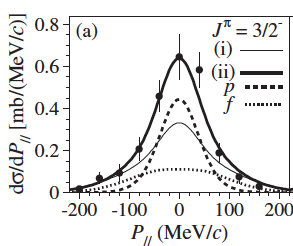 (a)
J^π = 3/2⁻
(i)
(ii)
p
f
dσ/dP_// [mb/(MeV/c)]
0.8
0.6
0.4
0.2
0
-200 -100 0 100 200
P_// (MeV/c)